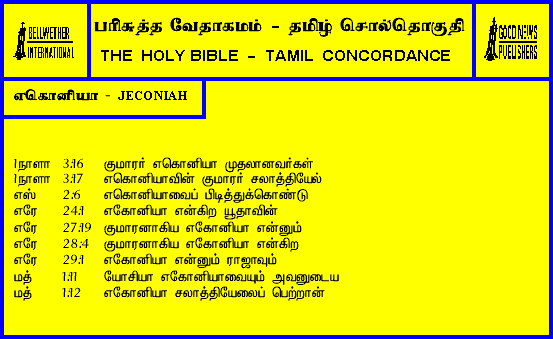 BELLWETHER
INTERNATIONAL
பரிசுத்த வேதாகமம் - தமிழ் சொல்தொகுதி
THE HOLY BIBLE - TAMIL CONCORDANCE
GOOD NEWS
PUBLISHERS
எகொனியா - JECONIAH
1நாளா 3:16 குமாரர் எகொனியா முதலானவர்கள்
1நாளா 3:17 எகொனியாவின் குமாரர் சலாத்தியேல்
எஸ் 2:6 எகொனியாவைப் பிடித்துக்கொண்டு
எரே 24:1 எகோனியா என்கிற யூதாவின்
எரே 27:19 குமாரனாகிய எகோனியா என்னும்
எரே 28:4 குமாரனாகிய எகோனியா என்கிற
எரே 29:1 எகோனியா என்னும் ராஜாவும்
மத் 1:11 யோசியா எகோனியாவையும் அவனுடைய
மத் 1:12 எகோனியா சலாத்தியேலைப் பெற்றான்